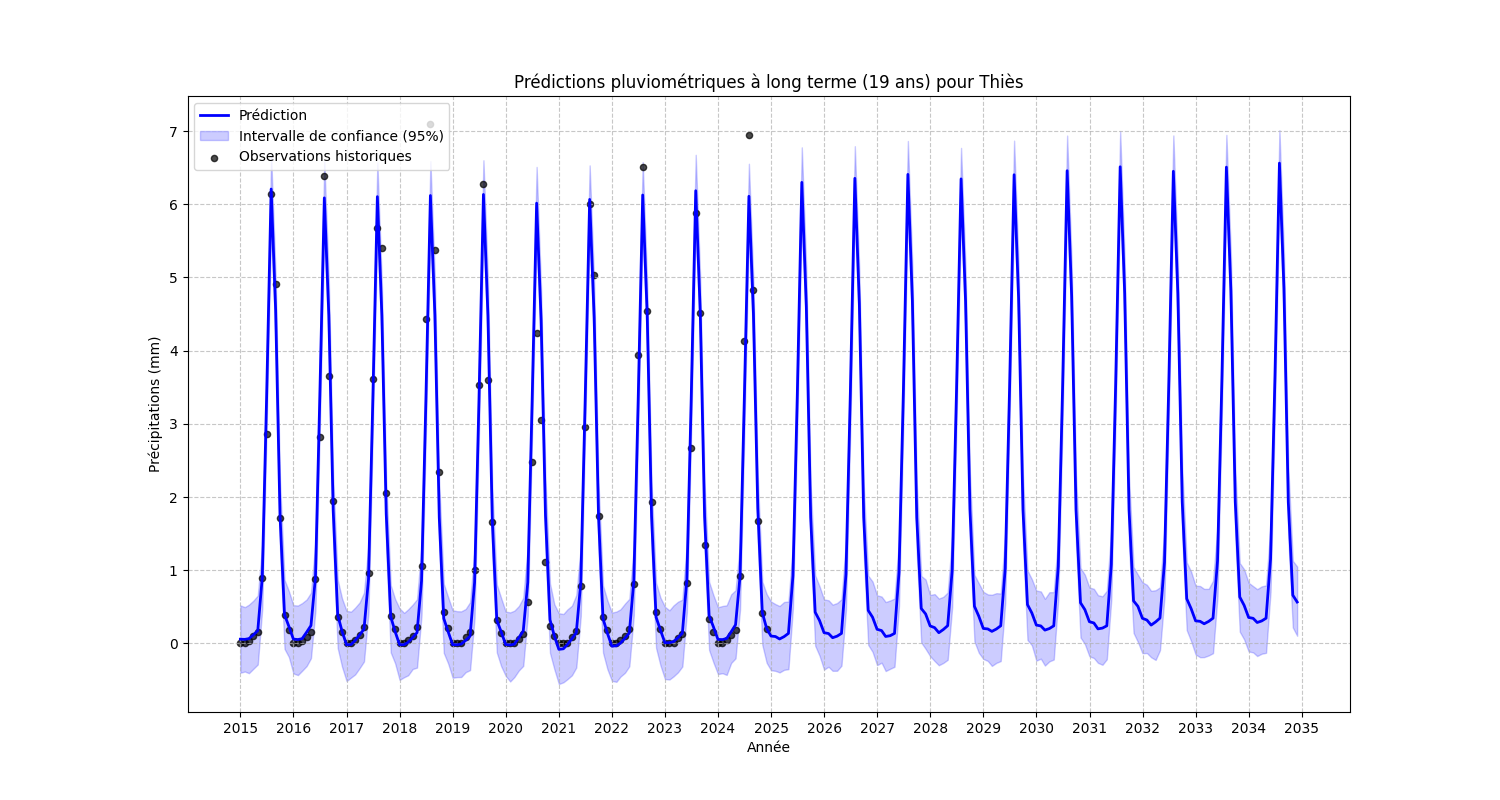 Prédictions pluviométriques à long terme (19 ans) pour Thiès
Prédiction
Intervalle de confiance (95%)
Observations historiques
7
6
5
4
3
2
1
0
Précipitations (mm)
2015 2016 2017 2018 2019 2020 2021 2022 2023 2024 2025 2026 2027 2028 2029 2030 2031 2032 2033 2034 2035
Année